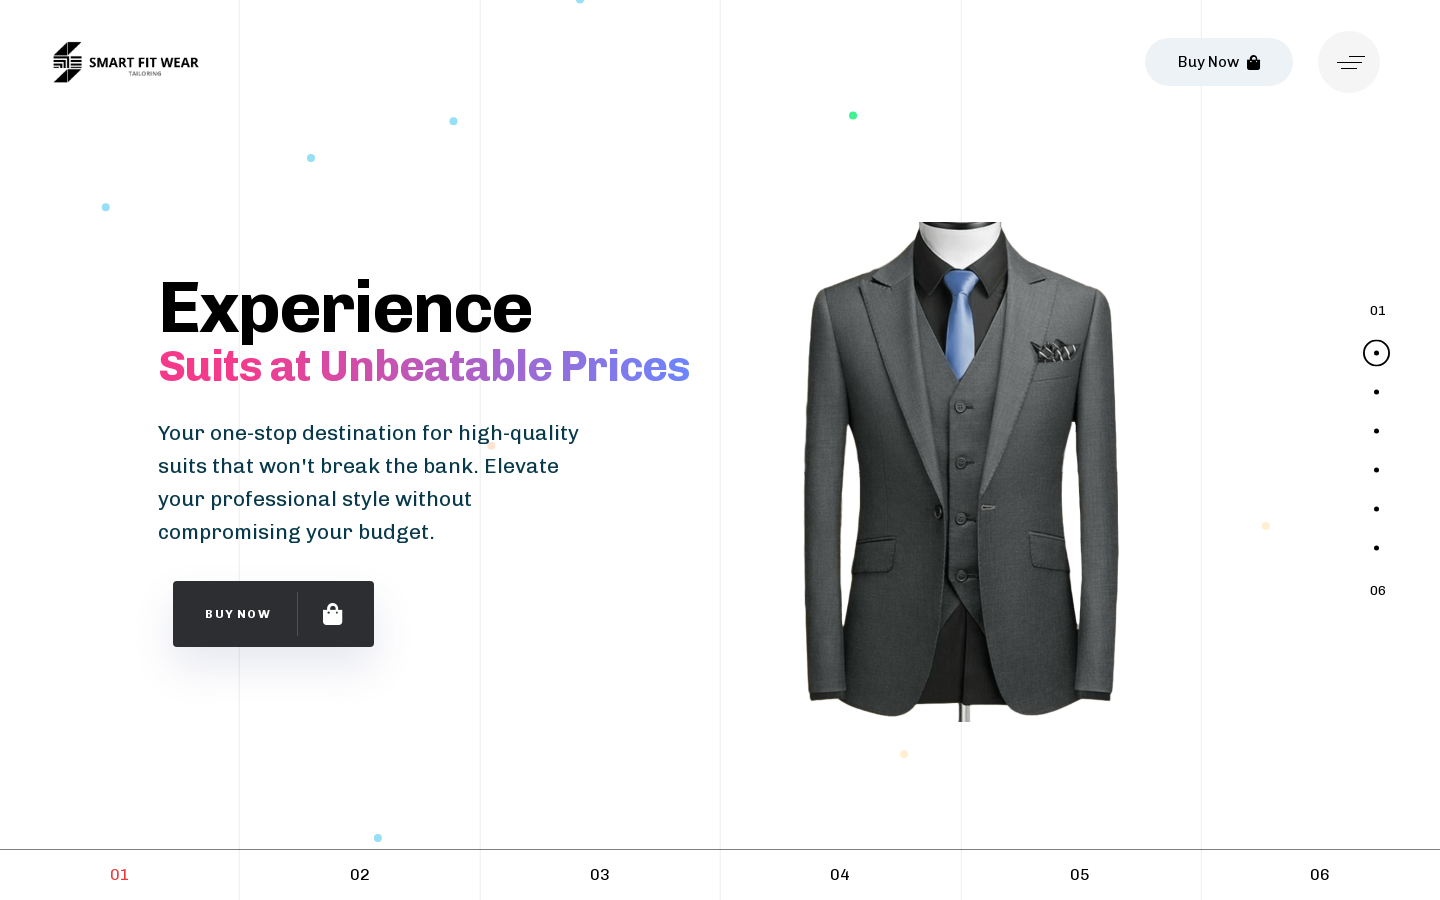 SMART FIT WEAR
TAILORING
Buy Now
Experience
Suits at Unbeatable Prices
Your one-stop destination for high-quality
suits that won't break the bank. Elevate
your professional style without
compromising your budget.
BUY NOW
01
06
01
02
03
04
05
06